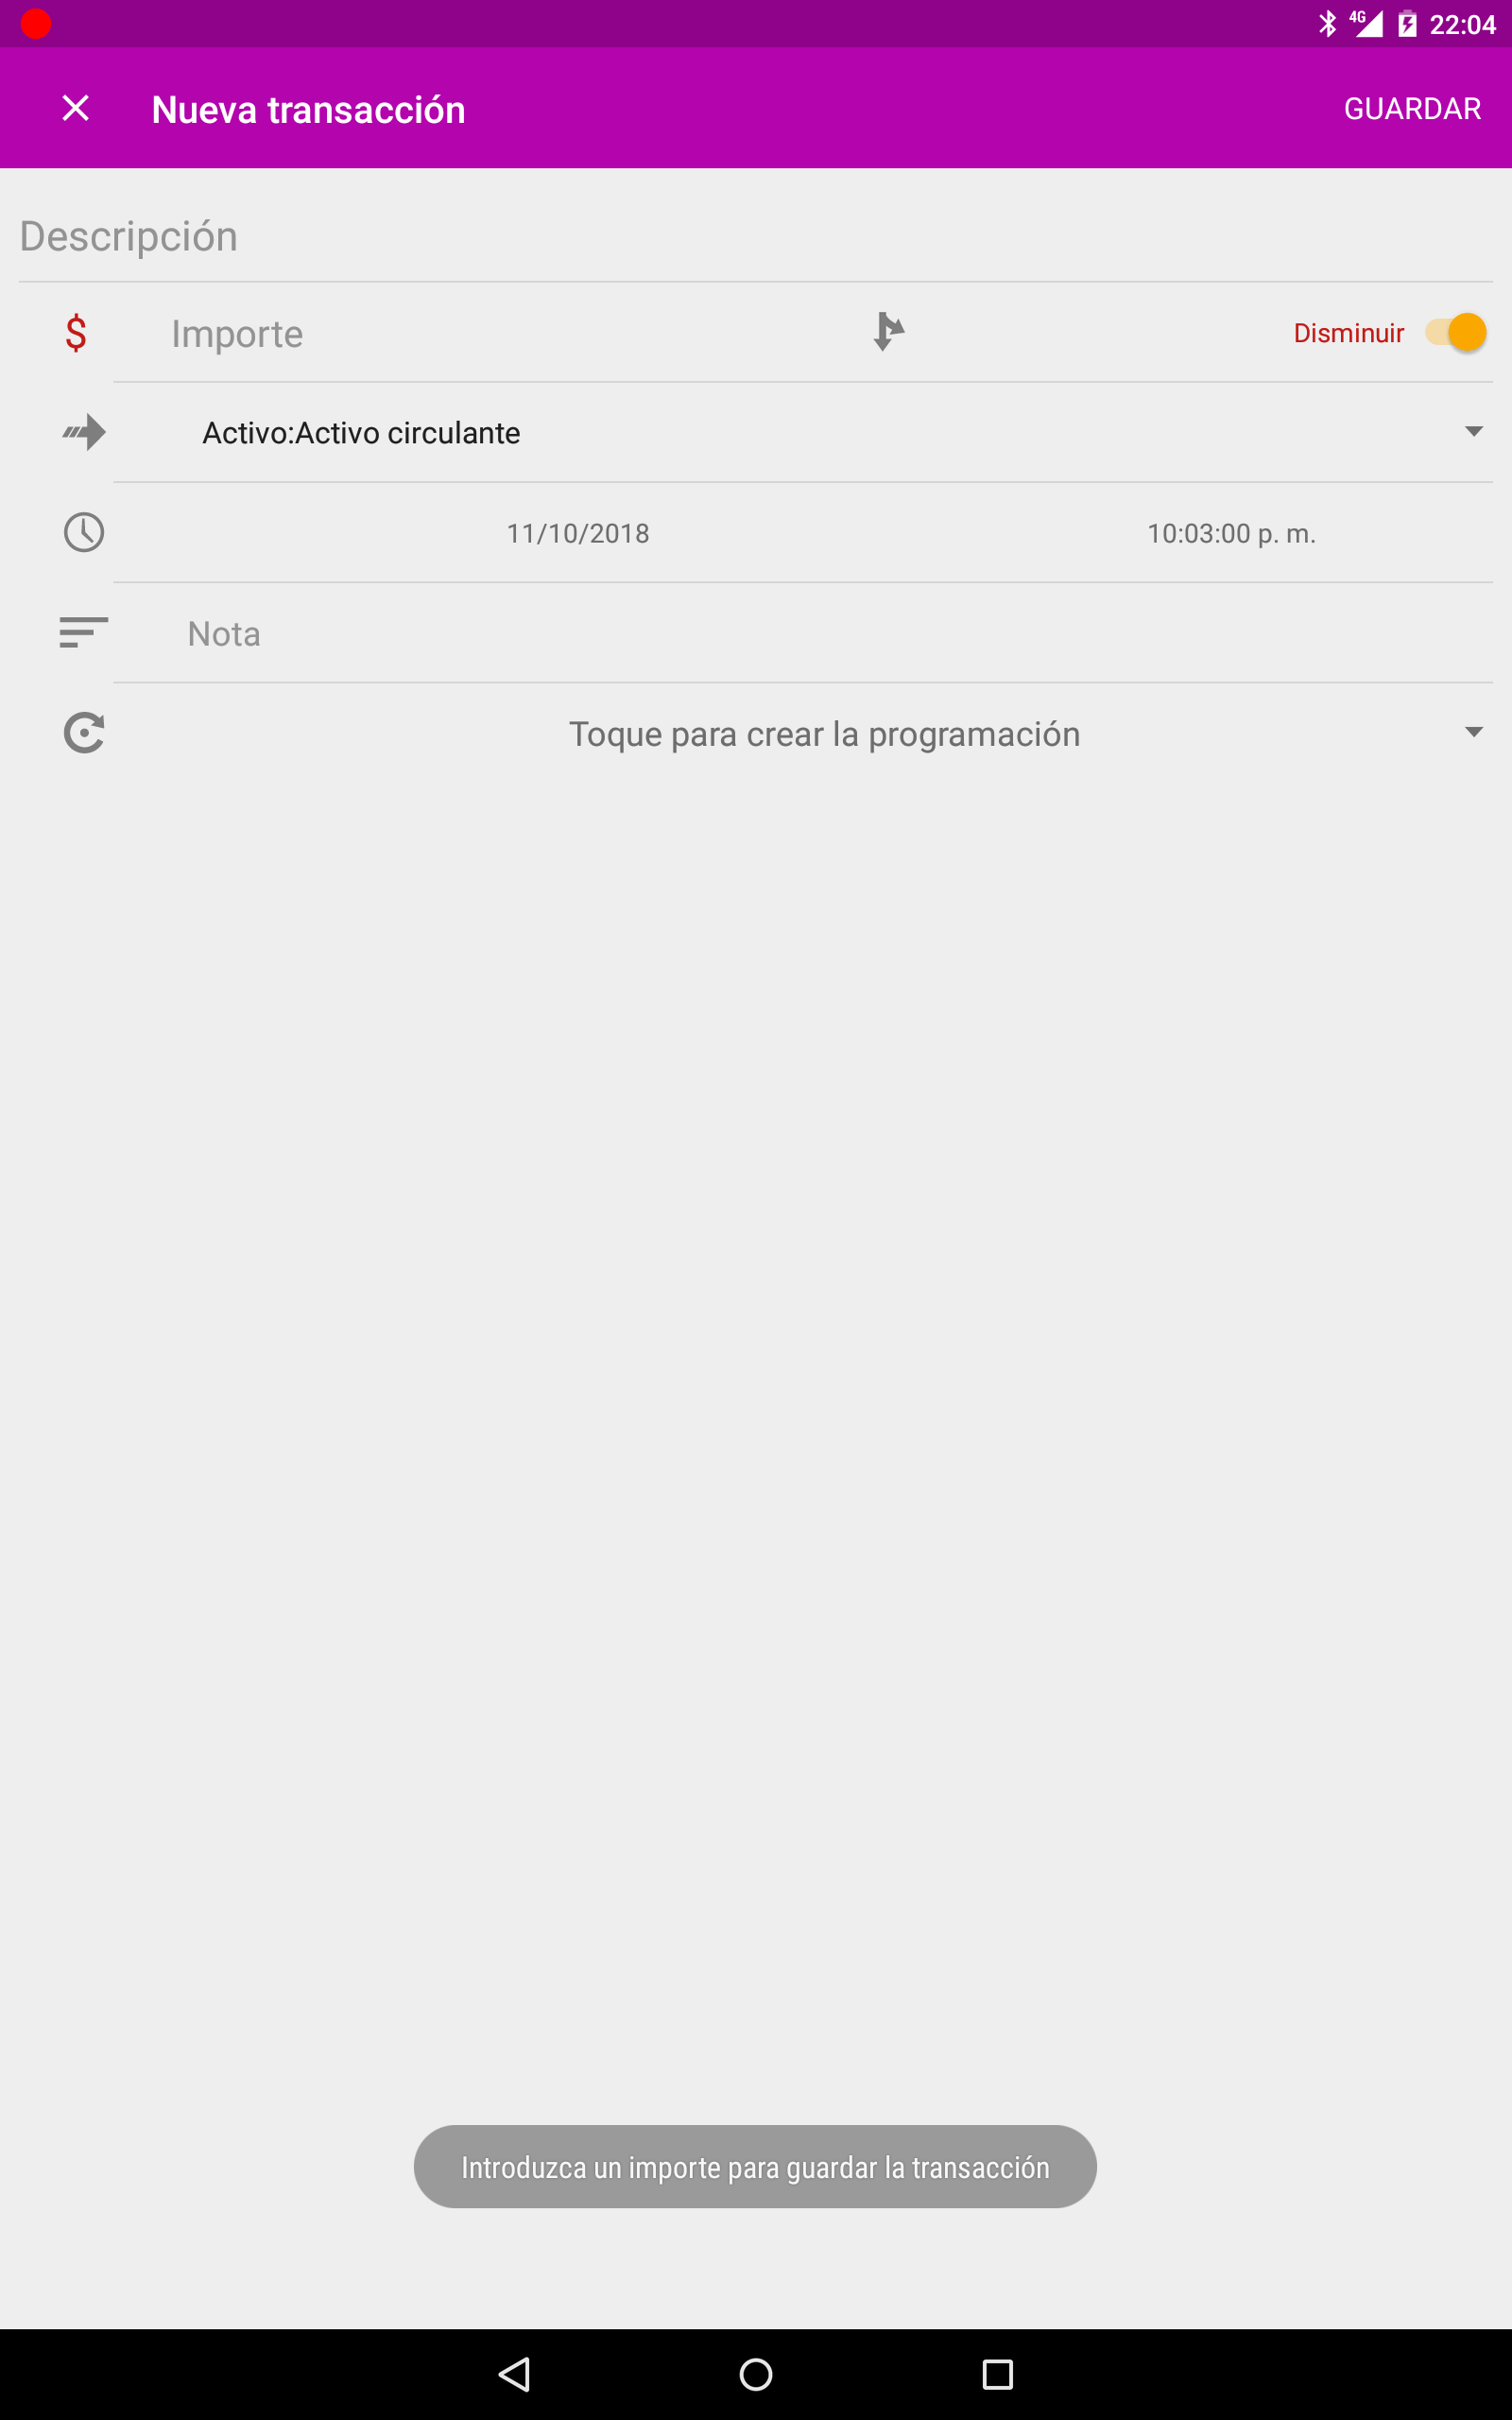 4G 22:04
Nueva transacción GUARDAR
Descripción
$ Importe Disminuir
Activo:Activo circulante
11/10/2018 10:03:00 p. m.
Nota
Toque para crear la programación
Introduzca un importe para guardar la transacción